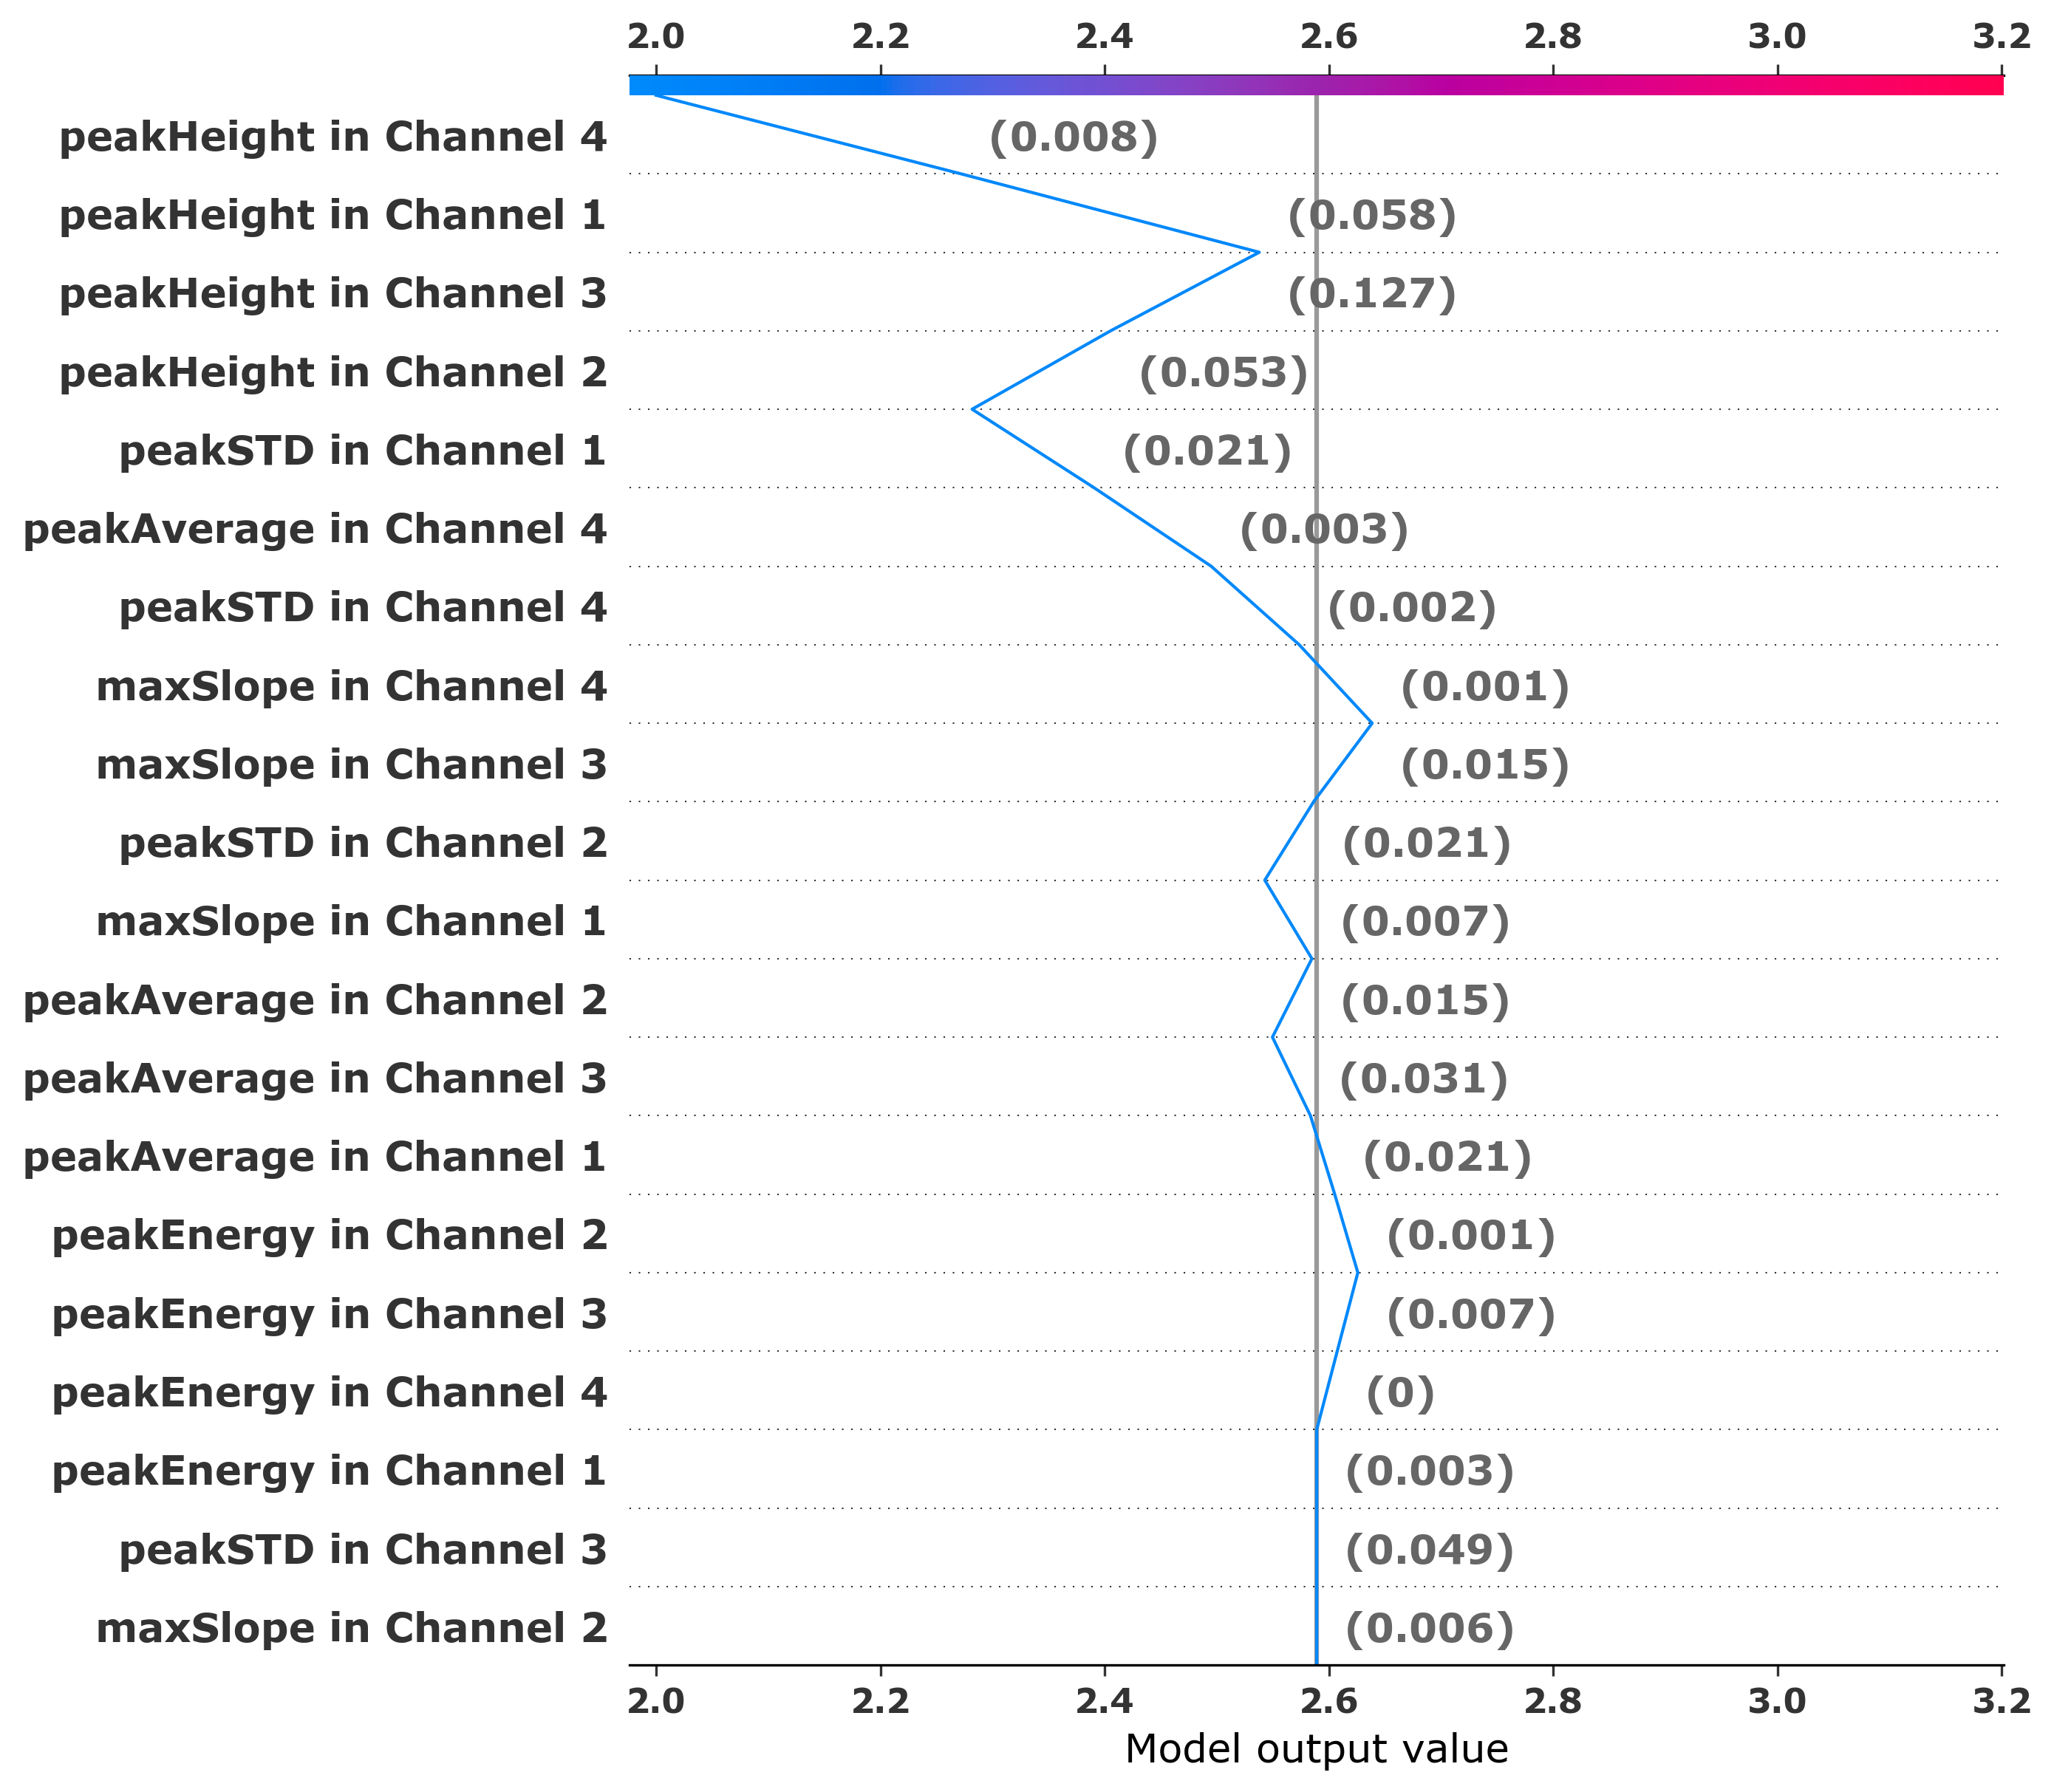 2.0 2.2 2.4 2.6 2.8 3.0 3.2
peakHeight in Channel 4 (0.008)
peakHeight in Channel 1 (0.058)
peakHeight in Channel 3 (0.127)
peakHeight in Channel 2 (0.053)
peakSTD in Channel 1 (0.021)
peakAverage in Channel 4 (0.003)
peakSTD in Channel 4 (0.002)
maxSlope in Channel 4 (0.001)
maxSlope in Channel 3 (0.015)
peakSTD in Channel 2 (0.021)
maxSlope in Channel 1 (0.007)
peakAverage in Channel 2 (0.015)
peakAverage in Channel 3 (0.031)
peakAverage in Channel 1 (0.021)
peakEnergy in Channel 2 (0.001)
peakEnergy in Channel 3 (0.007)
peakEnergy in Channel 4 (0)
peakEnergy in Channel 1 (0.003)
peakSTD in Channel 3 (0.049)
maxSlope in Channel 2 (0.006)
2.0 2.2 2.4 2.6 2.8 3.0 3.2
Model output value